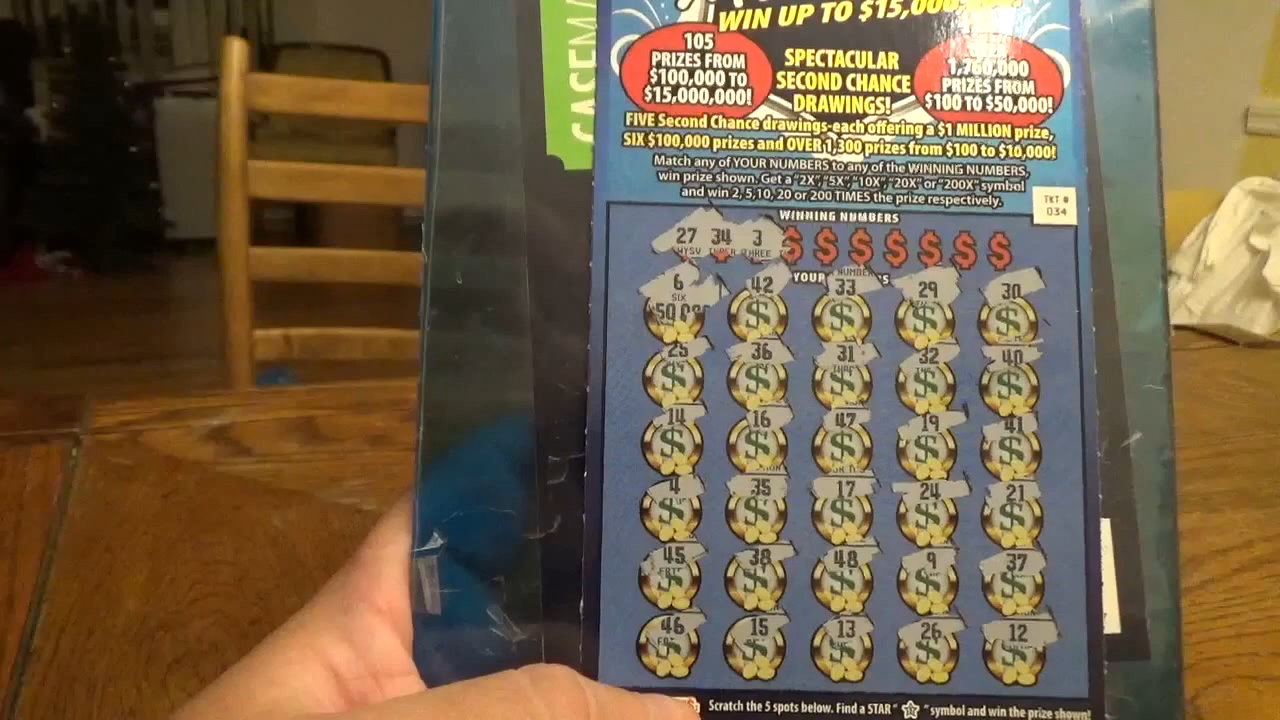 WIN UP TO $15,000
105
PRIZES FROM
$100,000 TO
$15,000,000!
SPECTACULAR
SECOND CHANCE
DRAWINGS!
1,760,000
PRIZES FROM
$100 TO $50,000!
FIVE Second Chance drawings-each offering a $1 MILLION prize,
SIX $100,000 prizes and OVER 1,300 prizes from $100 to $10,000!
Match any of YOUR NUMBERS to any of the WINNING NUMBERS,
win prize shown. Get a "2X", "5X", "10X", "20X" or "200X" symbol
and win 2, 5, 10, 20 or 200 TIMES the prize respectively.
TKT #
034
WINNING NUMBERS
27 34 3 $ $ $ $ $ $ $
THREE
YOUR NUMBERS
6 42 33 29 30
SIX
$ $ $ $
25 36 31 32 40
$ $ $ $ $
14 16 47 19 41
$ $ $ $ $
4 35 17 24 21
$ $ $ $ $
45 38 48 9 37
$ $ $ $ $
46 15 13 26 12
$ $ $ $ $
Scratch the 5 spots below. Find a STAR " " symbol and win the prize shown!